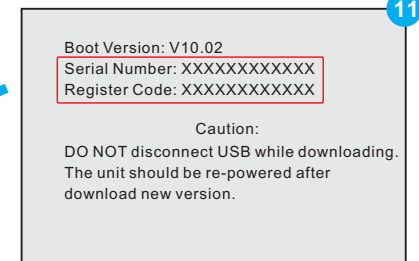 11
Boot Version: V10.02
Serial Number: XXXXXXXXXXXX
Register Code: XXXXXXXXXXXX
Caution:
DO NOT disconnect USB while downloading.
The unit should be re-powered after
download new version.